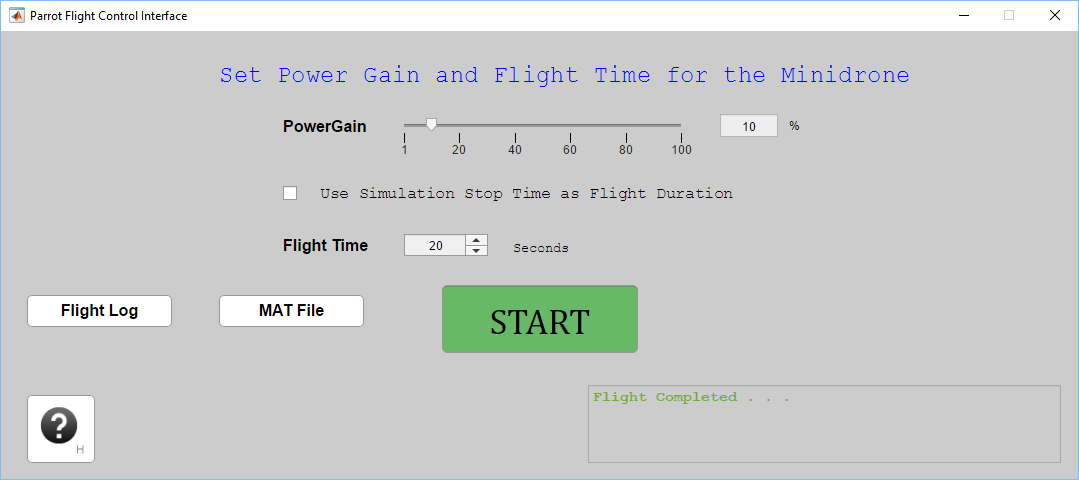 Parrot Flight Control Interface
Set Power Gain and Flight Time for the Minidrone
PowerGain
1 20 40 60 80 100
10 %
Use Simulation Stop Time as Flight Duration
Flight Time 20 Seconds
Flight Log MAT File START
Flight Completed . . .
? H